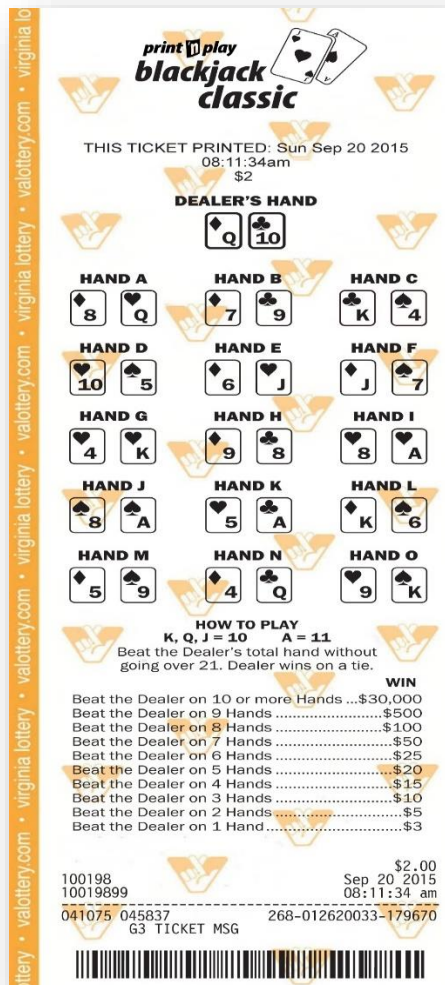 print 'n play
blackjack
classic
THIS TICKET PRINTED: Sun Sep 20 2015
08:11:34am
$2
DEALER'S HAND
Q 10
HAND A HAND B HAND C
8 Q 7 9 K 4
HAND D HAND E HAND F
10 5 6 J J 7
HAND G HAND H HAND I
4 K 9 8 8 A
HAND J HAND K HAND L
8 A 5 A K 6
HAND M HAND N HAND O
5 9 4 Q 9 K
HOW TO PLAY
K, Q, J = 10 A = 11
Beat the Dealer's total hand without
going over 21. Dealer wins on a tie.
WIN
Beat the Dealer on 10 or more Hands ...$30,000
Beat the Dealer on 9 Hands ..................$500
Beat the Dealer on 8 Hands ..................$100
Beat the Dealer on 7 Hands ....................$50
Beat the Dealer on 6 Hands ....................$25
Beat the Dealer on 5 Hands ....................$20
Beat the Dealer on 4 Hands ....................$15
Beat the Dealer on 3 Hands ....................$10
Beat the Dealer on 2 Hands ......................$5
Beat the Dealer on 1 Hand.......................$3
$2.00
100198 Sep 20 2015
10019899 08:11:34 am
041075 045837 268-012620033-179670
G3 TICKET MSG
ttery • valottery.com • virginia lottery • valottery.com • virginia lottery • valottery.com • virginia lo